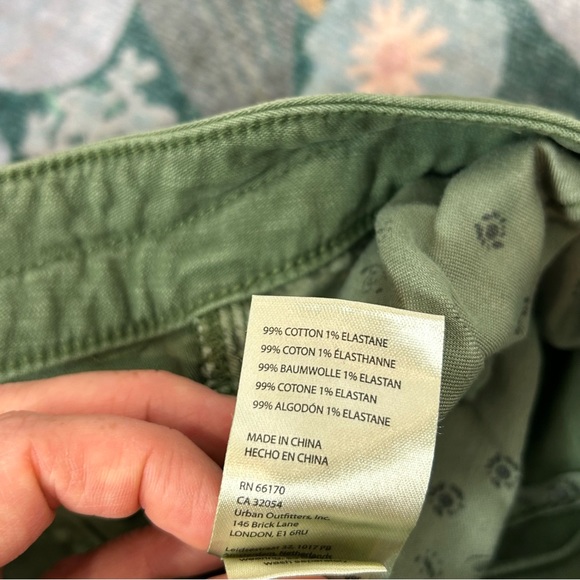 99% COTTON 1% ELASTANE
99% COTON 1% ÉLASTHANNE
99% BAUMWOLLE 1% ELASTAN
99% COTONE 1% ELASTAN
99% ALGODÓN 1% ELASTANE
MADE IN CHINA
HECHO EN CHINA
RN 66170
CA 32054
Urban Outfitters, Inc.
146 Brick Lane
LONDON, E1 6RU
Leidsestraat